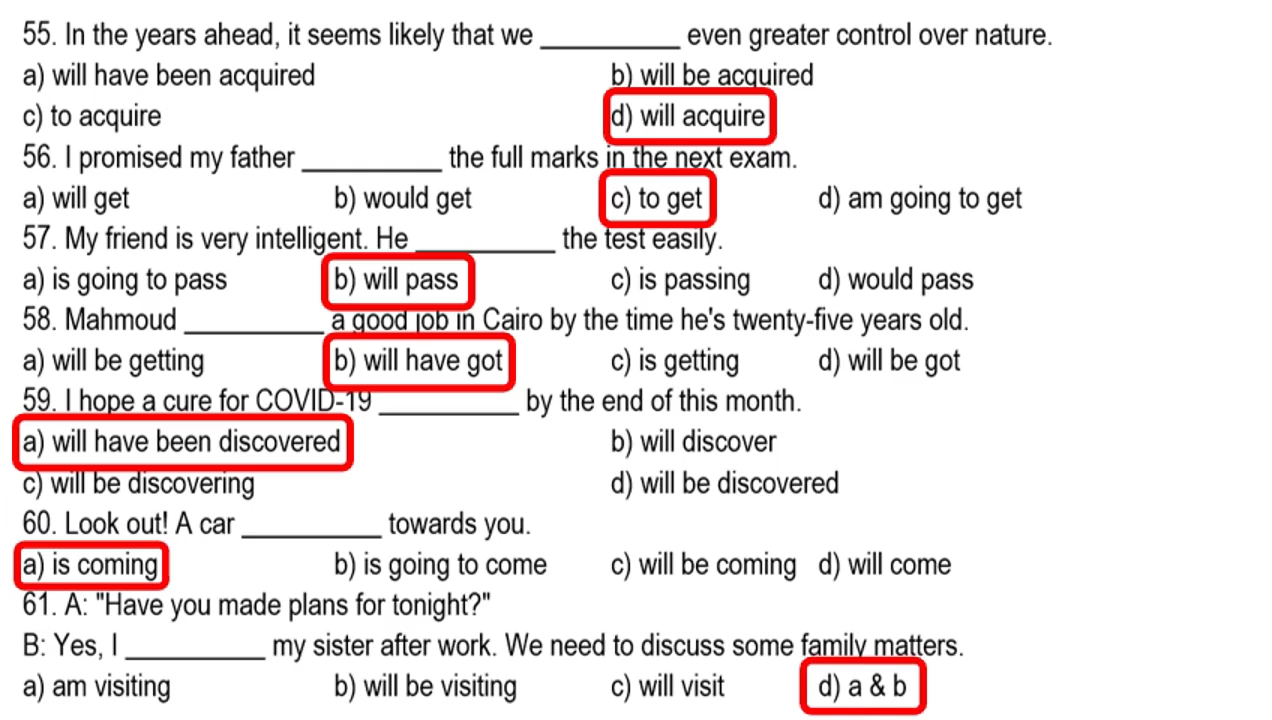 55. In the years ahead, it seems likely that we __________ even greater control over nature.
a) will have been acquired b) will be acquired
c) to acquire d) will acquire
56. I promised my father __________ the full marks in the next exam.
a) will get b) would get c) to get d) am going to get
57. My friend is very intelligent. He __________ the test easily.
a) is going to pass b) will pass c) is passing d) would pass
58. Mahmoud __________ a good job in Cairo by the time he's twenty-five years old.
a) will be getting b) will have got c) is getting d) will be got
59. I hope a cure for COVID-19 __________ by the end of this month.
a) will have been discovered b) will discover
c) will be discovering d) will be discovered
60. Look out! A car __________ towards you.
a) is coming b) is going to come c) will be coming d) will come
61. A: "Have you made plans for tonight?"
B: Yes, I __________ my sister after work. We need to discuss some family matters.
a) am visiting b) will be visiting c) will visit d) a & b